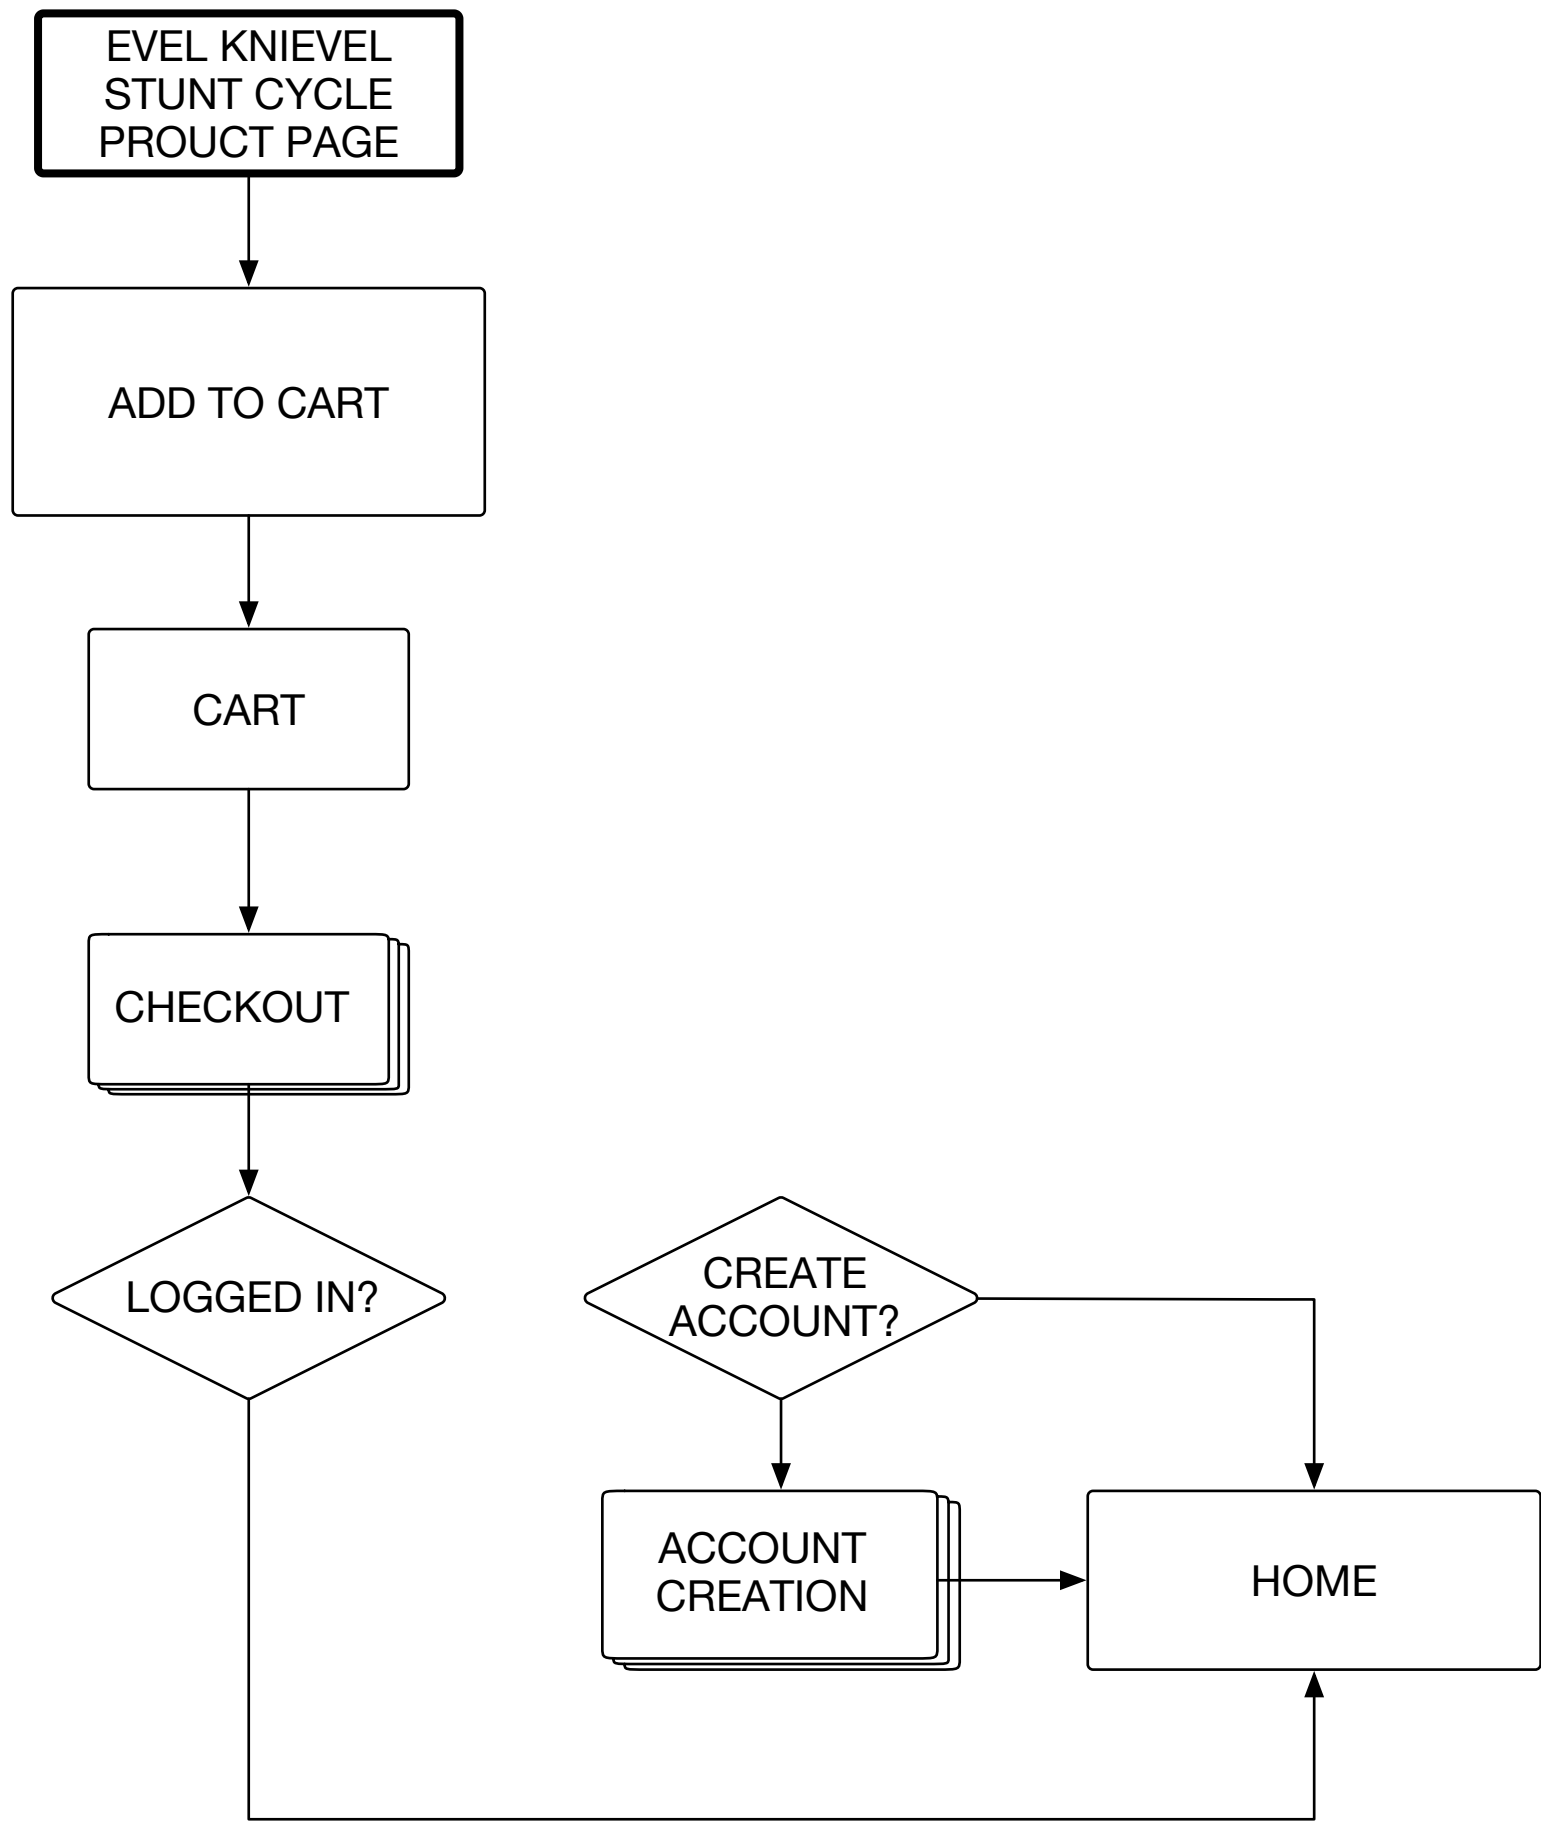 EVEL KNIEVEL
STUNT CYCLE
PROUCT PAGE
ADD TO CART
CART
CHECKOUT
LOGGED IN?
CREATE
ACCOUNT?
ACCOUNT
CREATION
HOME